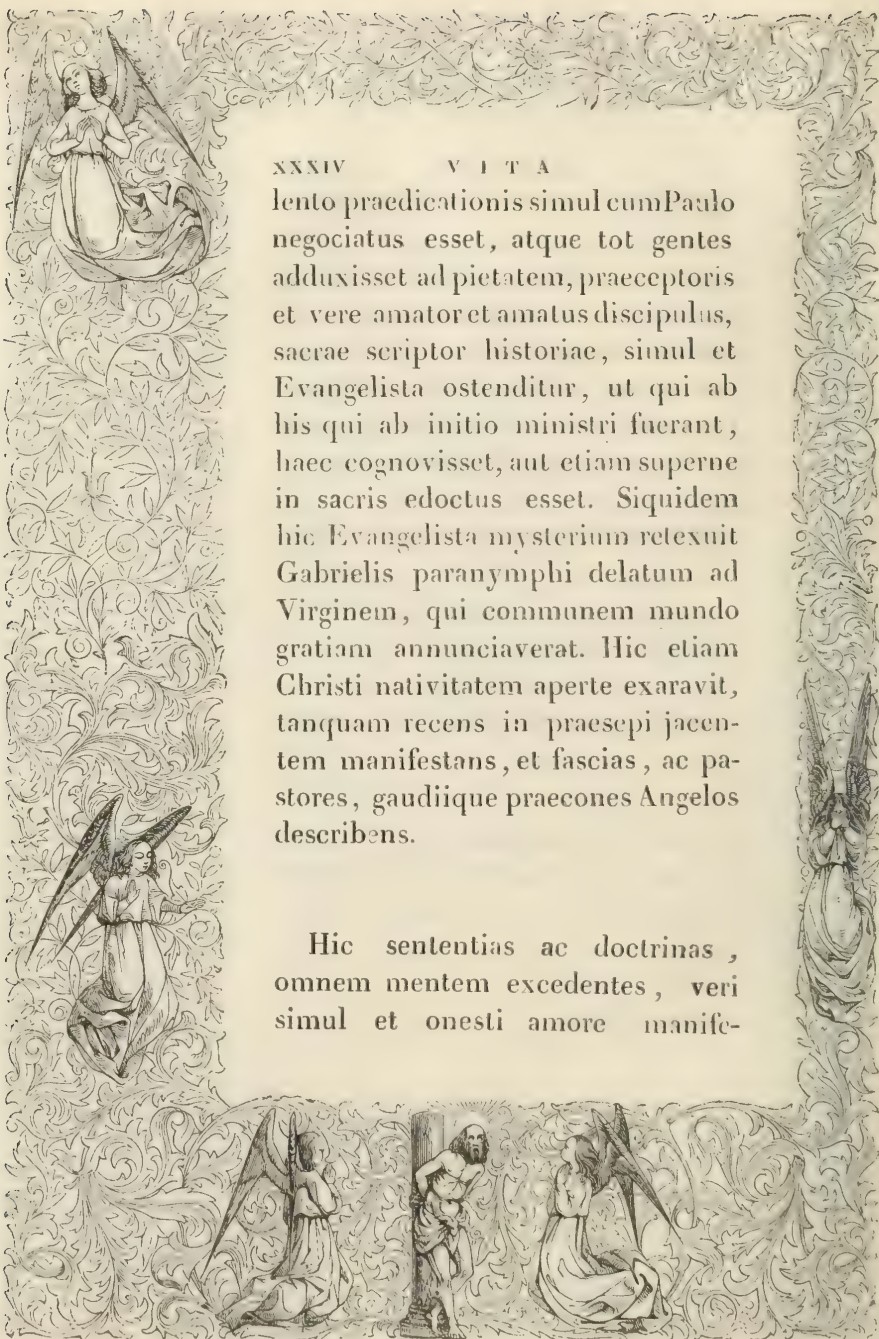 XXXIV V I T A
lento praedicationis simul cum Paulo
negociatus esset, atque tot gentes
adduxisset ad pietatem, praeceptoris
et vere amator et amatus discipulus,
sacrae scriptor historiae, simul et
Evangelista ostenditur, ut qui ab
his qui ab initio ministri fuerant,
haec cognovisset, aut etiam superne
in sacris edoctus esset. Siquidem
hic Evangelista mysterium retexuit
Gabrielis paranymphi delatum ad
Virginem, qui communem mundo
gratiam annunciaverat. Hic etiam
Christi nativitatem aperte exaravit,
tanquam recens in praesepi jacen-
tem manifestans, et fascias, ac pa-
stores, gaudiique praecones Angelos
describens.
Hic sententias ac doctrinas,
omnem mentem excedentes, veri
simul et onesti amore manife-